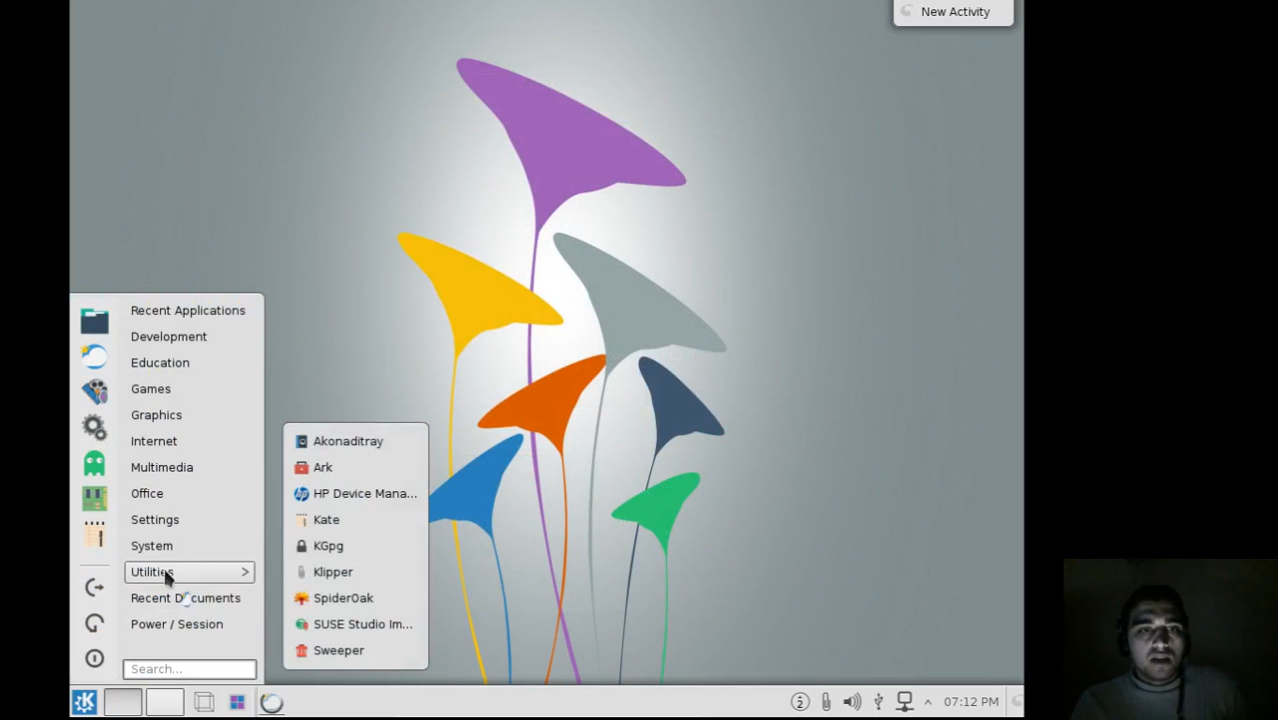 New Activity
Recent Applications
Development
Education
Games
Graphics
Internet
Multimedia
Office
Settings
System
Utilities >
Recent Documents
Power / Session
Search...
Akonaditray
Ark
HP Device Mana...
Kate
KGpg
Klipper
SpiderOak
SUSE Studio Im...
Sweeper
K
2
07:12 PM